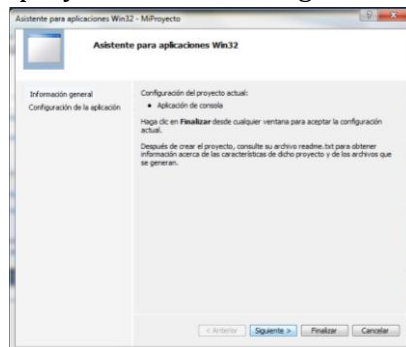 Asistente para aplicaciones Win32 - MiProyecto
Asistente para aplicaciones Win32
Información general
Configuración de la aplicación
Configuración del proyecto actual:
• Aplicación de consola
Haga clic en Finalizar desde cualquier ventana para aceptar la configuración
actual.
Después de crear el proyecto, consulte su archivo readme.txt para obtener
información acerca de las características de dicho proyecto y de los archivos que
se generan.
< Anterior
Siguiente >
Finalizar
Cancelar